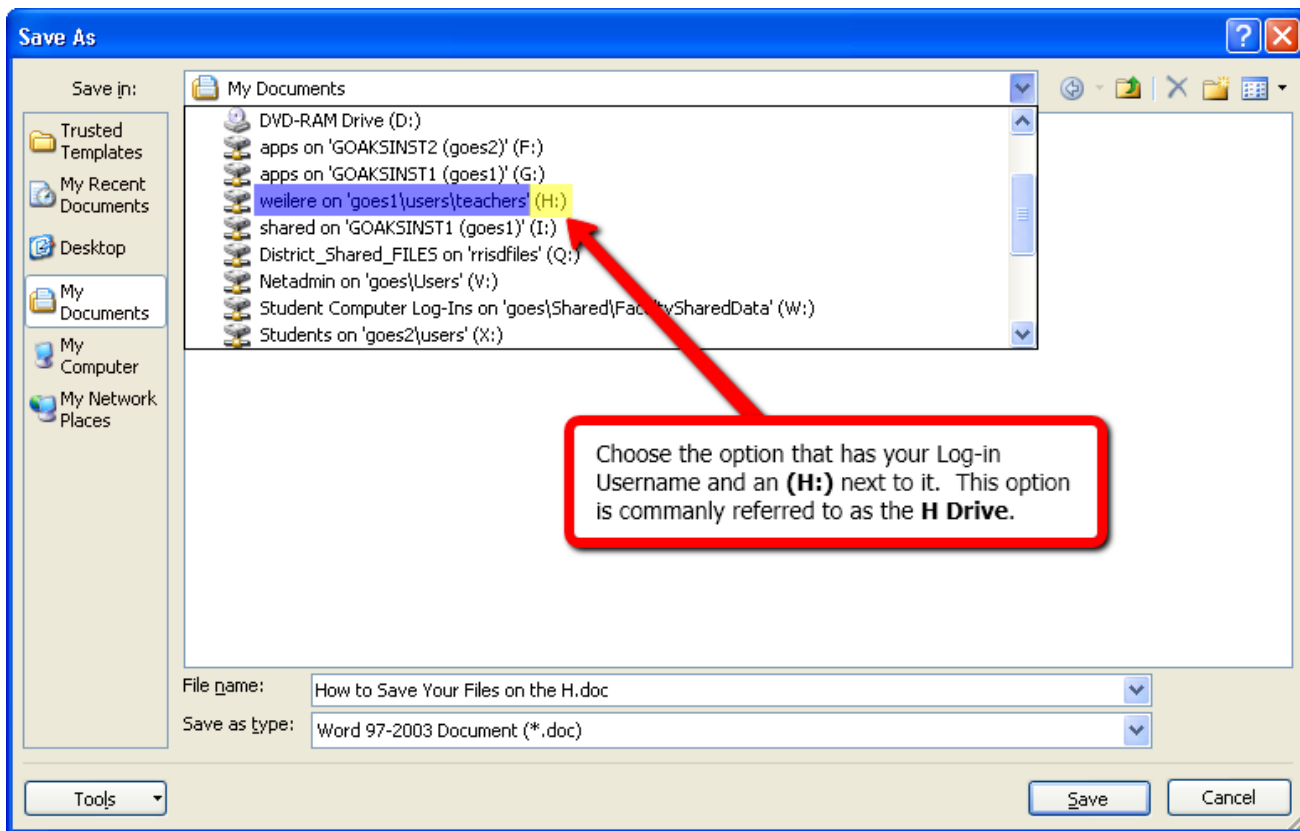 Save As
Save in:
My Documents
Trusted
Templates
My Recent
Documents
Desktop
My
Documents
My
Computer
My Network
Places
DVD-RAM Drive (D:)
apps on 'GOAKSINST2 (goes2)' (F:)
apps on 'GOAKSINST1 (goes1)' (G:)
weilere on 'goes1\users\teachers' (H:)
shared on 'GOAKSINST1 (goes1)' (I:)
District_Shared_FILES on 'rrisdfiles' (Q:)
Netadmin on 'goes\Users' (V:)
Student Computer Log-Ins on 'goes\Shared\FacultySharedData' (W:)
Students on 'goes2\users' (X:)
Choose the option that has your Log-in
Username and an (H:) next to it.  This option
is commanly referred to as the H Drive.
File name:
How to Save Your Files on the H.doc
Save as type:
Word 97-2003 Document (*.doc)
Tools
Save
Cancel